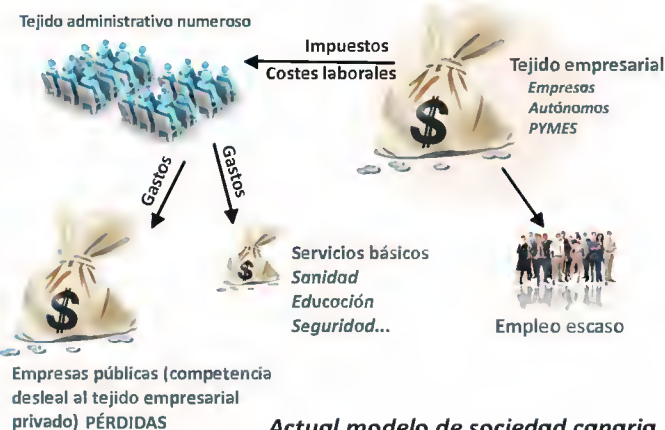 Tejido administrativo numeroso
Impuestos
Costes laborales
Tejido empresarial
Empresas
Autónomos
PYMES
$
Gastos
Gastos
$
Servicios básicos
Sanidad
Educación
Seguridad...
$
Empleo escaso
Empresas públicas (competencia
desleal al tejido empresarial
privado) PÉRDIDAS
Actual modelo de sociedad canaria